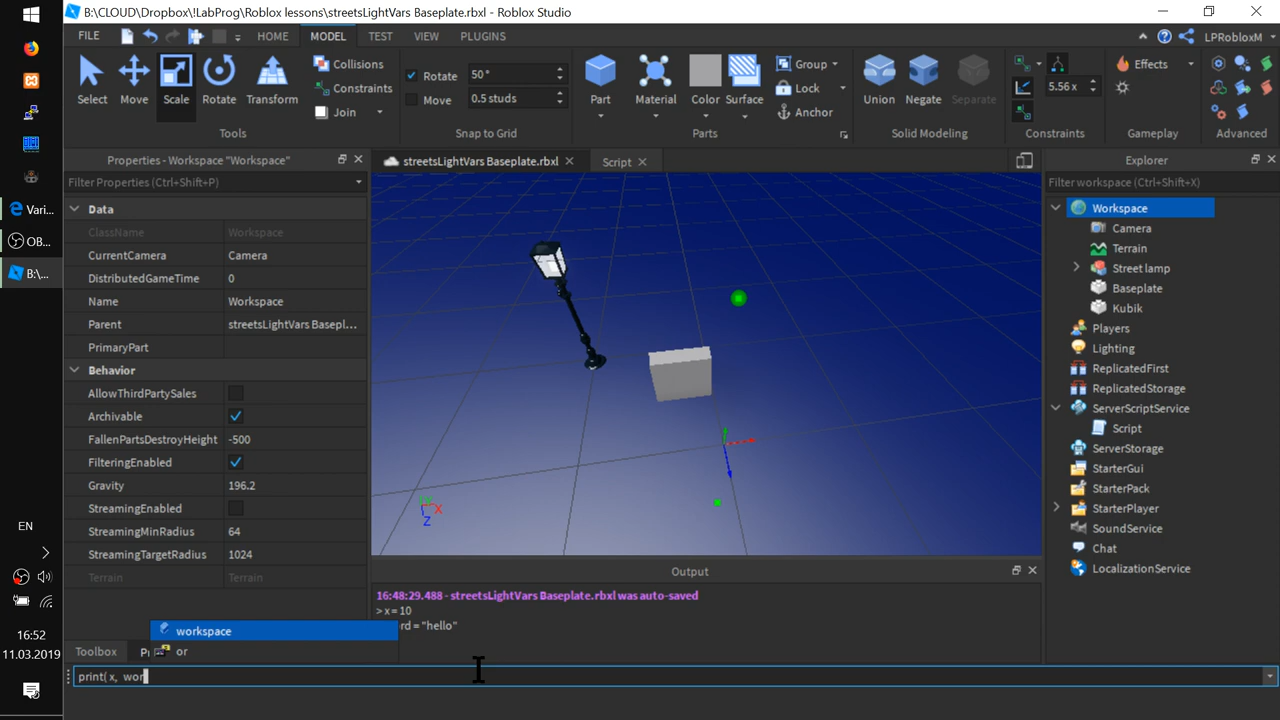 B:\CLOUD\Dropbox\!LabProg\Roblox lessons\streetsLightVars Baseplate.rbxl - Roblox Studio
FILE HOME MODEL TEST VIEW PLUGINS LPRobloxM
Select Move Scale Rotate Transform
Collisions
Constraints
Join
Tools
Rotate 50°
Move 0.5 studs
Snap to Grid
Part Material Color Surface
Group
Lock
Anchor
Parts
Union Negate Separate
Solid Modeling
5.56x
Constraints
Effects
Gameplay
Advanced
Properties - Workspace "Workspace"
Filter Properties (Ctrl+Shift+P)
Data
ClassName Workspace
CurrentCamera Camera
DistributedGameTime 0
Name Workspace
Parent streetsLightVars Basepl...
PrimaryPart
Behavior
AllowThirdPartySales
Archivable
FallenPartsDestroyHeight -500
FilteringEnabled
Gravity 196.2
StreamingEnabled
StreamingMinRadius 64
StreamingTargetRadius 1024
Terrain Terrain
streetsLightVars Baseplate.rbxl
Script
X
Z
Output
16:48:29.488 - streetsLightVars Baseplate.rbxl was auto-saved
> x = 10
rd = "hello"
workspace
or
Toolbox
print( x, wor
Explorer
Filter workspace (Ctrl+Shift+X)
Workspace
Camera
Terrain
Street lamp
Baseplate
Kubik
Players
Lighting
ReplicatedFirst
ReplicatedStorage
ServerScriptService
Script
ServerStorage
StarterGui
StarterPack
StarterPlayer
SoundService
Chat
LocalizationService
Vari...
OB...
B:\...
EN
16:52
11.03.2019